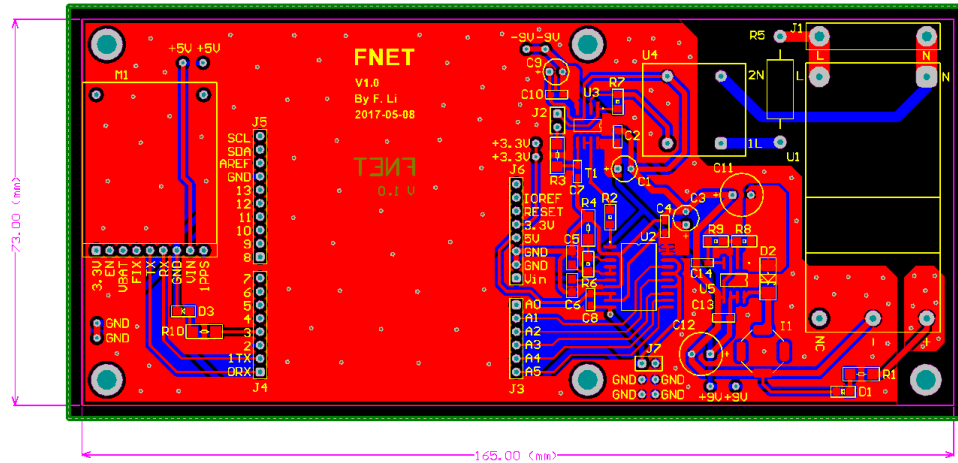 FNET
V1.0
By F. Li
2017-05-08
FNET
V 1.0
+5V +5V
M1
3.3V
EN
VBAT
FIX
TX
RX
GND
VIN
1PPS
GND
GND
D3
R10
J5
SCL
SDA
AREF
GND
13
12
11
10
9
8
7
6
5
4
3
2
1TX
0RX
J4
-9V -9V
C9
C10
J2
U3
R7
C2
+3.3V
+3.3V
R3
C7
T1
C1
J6
IOREF
RESET
3.3V
5V
GND
GND
Vin
R4
R2
C4
C3
C5
U2
R6
C6
C8
A0
A1
A2
A3
A4
A5
J3
U4
2N
1L
R5
J1
L
N
L
N
U1
C11
R9
R8
D2
C14
U5
C13
C12
I1
NC
-
+
R1
D1
J7
GND
GND
GND
GND
+9V +9V
73.00 (mm)
165.00 (mm)